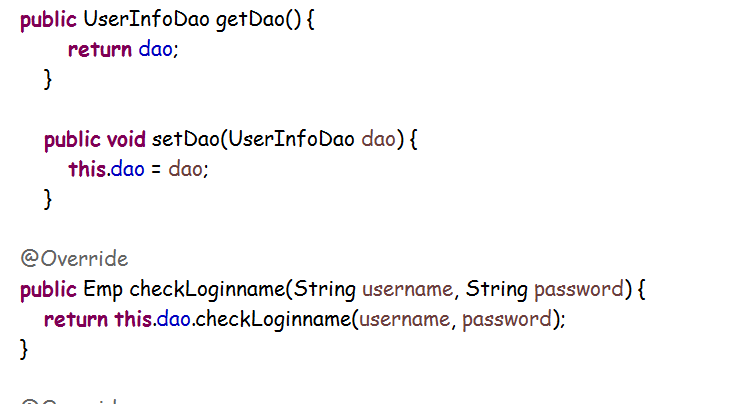 public UserInfoDao getDao() {
return dao;
}
public void setDao(UserInfoDao dao) {
this.dao = dao;
}
@Override
public Emp checkLoginname(String username, String password) {
return this.dao.checkLoginname(username, password);
}